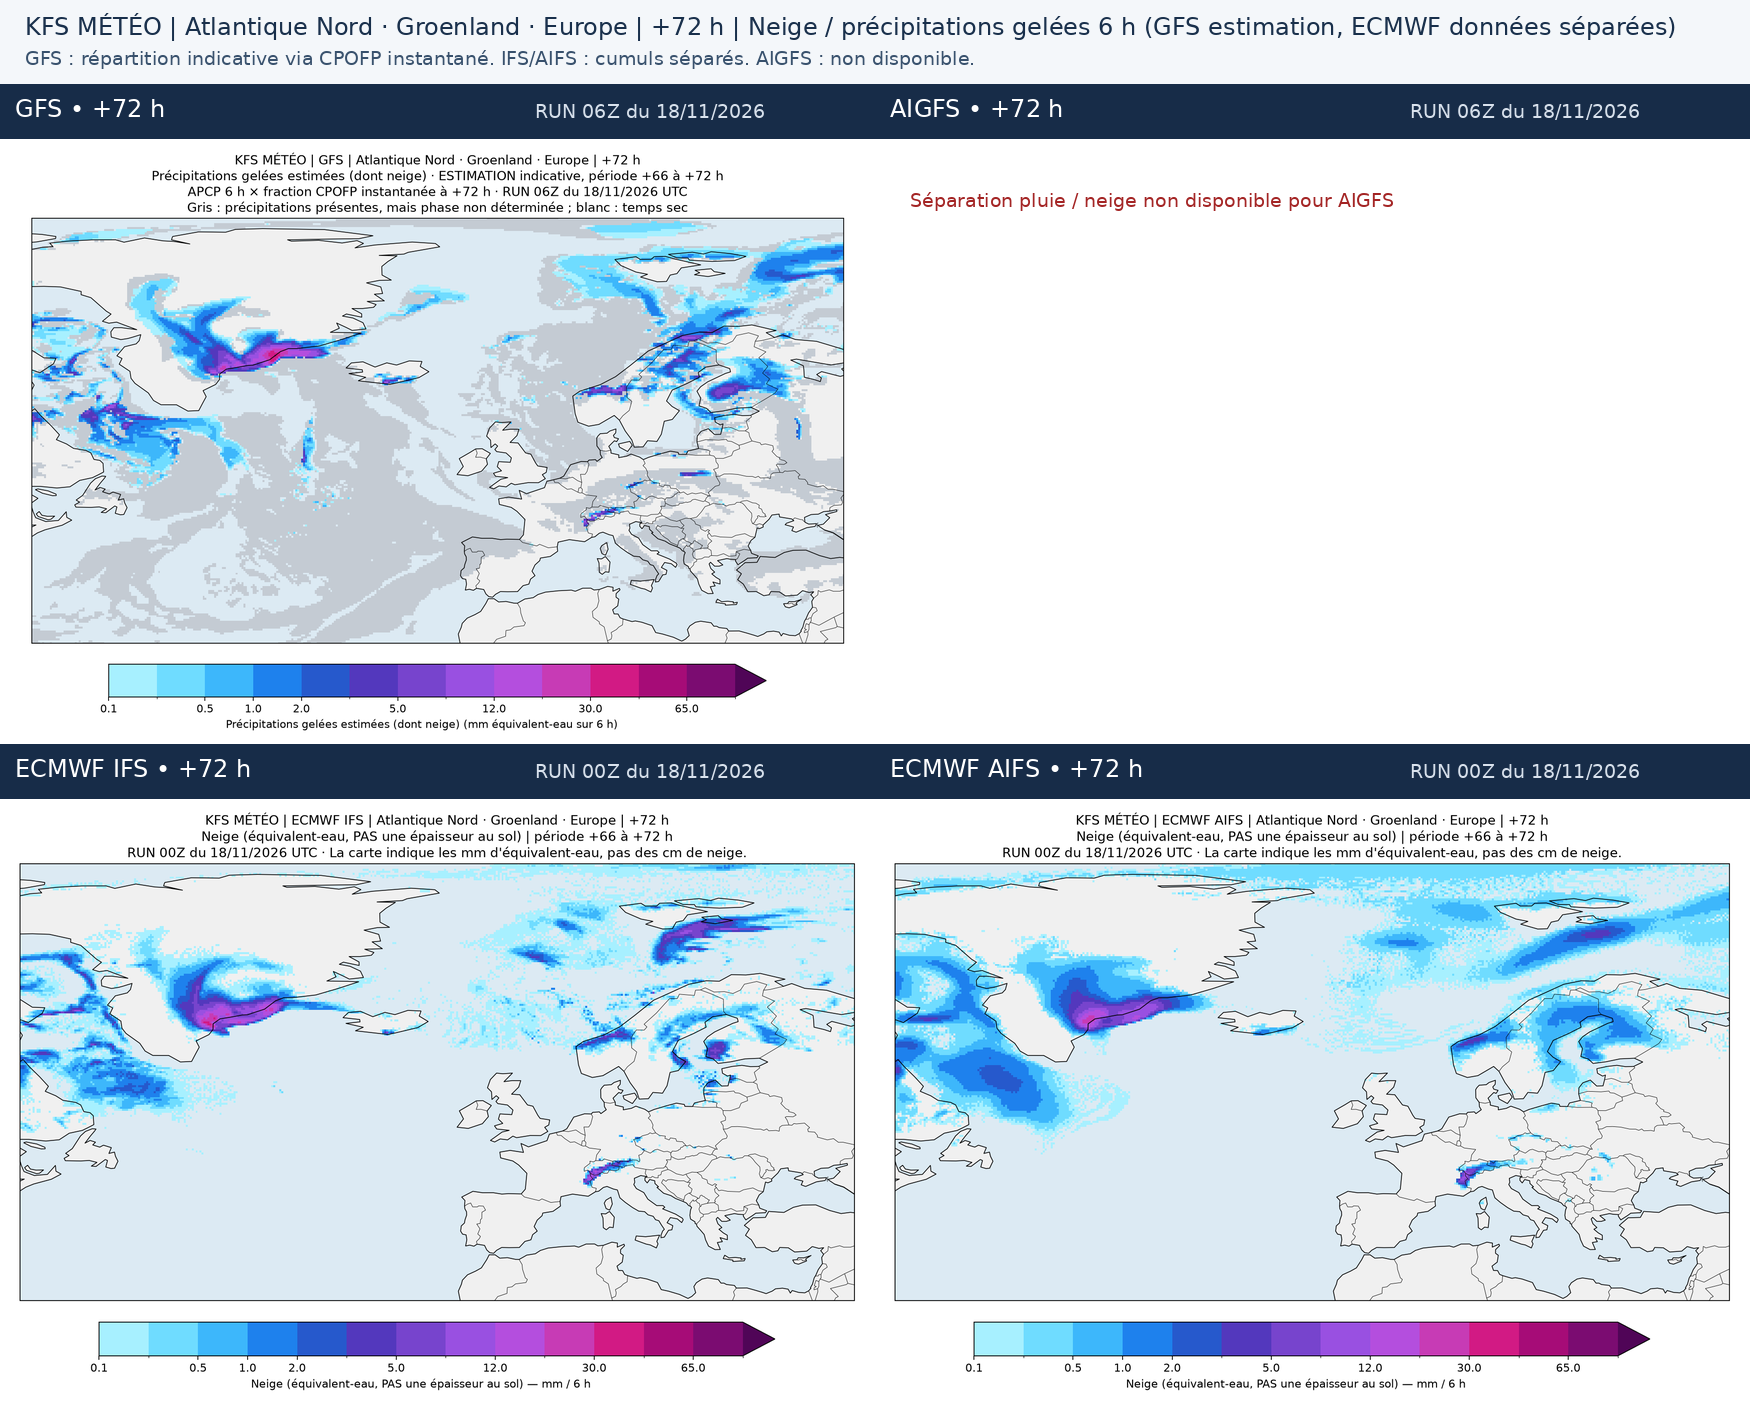 KFS MÉTÉO | Atlantique Nord · Groenland · Europe | +72 h | Neige / précipitations gelées 6 h (GFS estimation, ECMWF données séparées)
GFS : répartition indicative via CPOFP instantané. IFS/AIFS : cumuls séparés. AIGFS : non disponible.
GFS • +72 h
RUN 06Z du 18/11/2026
AIGFS • +72 h
RUN 06Z du 18/11/2026
KFS MÉTÉO | GFS | Atlantique Nord · Groenland · Europe | +72 h
Précipitations gelées estimées (dont neige) · ESTIMATION indicative, période +66 à +72 h
APCP 6 h × fraction CPOFP instantanée à +72 h · RUN 06Z du 18/11/2026 UTC
Gris : précipitations présentes, mais phase non déterminée ; blanc : temps sec
Séparation pluie / neige non disponible pour AIGFS
0.1 0.5 1.0 2.0 5.0 12.0 30.0 65.0
Précipitations gelées estimées (dont neige) (mm équivalent-eau sur 6 h)
ECMWF IFS • +72 h
RUN 00Z du 18/11/2026
ECMWF AIFS • +72 h
RUN 00Z du 18/11/2026
KFS MÉTÉO | ECMWF IFS | Atlantique Nord · Groenland · Europe | +72 h
Neige (équivalent-eau, PAS une épaisseur au sol) | période +66 à +72 h
RUN 00Z du 18/11/2026 UTC · La carte indique les mm d'équivalent-eau, pas des cm de neige.
KFS MÉTÉO | ECMWF AIFS | Atlantique Nord · Groenland · Europe | +72 h
Neige (équivalent-eau, PAS une épaisseur au sol) | période +66 à +72 h
RUN 00Z du 18/11/2026 UTC · La carte indique les mm d'équivalent-eau, pas des cm de neige.
0.1 0.5 1.0 2.0 5.0 12.0 30.0 65.0
Neige (équivalent-eau, PAS une épaisseur au sol) — mm / 6 h
0.1 0.5 1.0 2.0 5.0 12.0 30.0 65.0
Neige (équivalent-eau, PAS une épaisseur au sol) — mm / 6 h